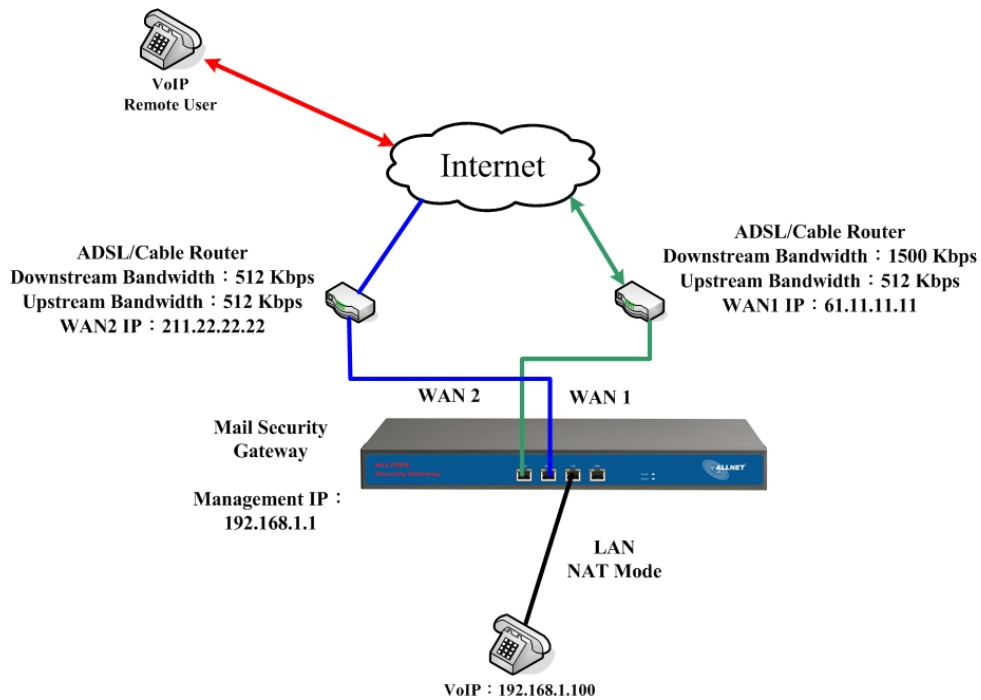 VoIP
Remote User
Internet
ADSL/Cable Router
Downstream Bandwidth：512 Kbps
Upstream Bandwidth：512 Kbps
WAN2 IP：211.22.22.22
ADSL/Cable Router
Downstream Bandwidth：1500 Kbps
Upstream Bandwidth：512 Kbps
WAN1 IP：61.11.11.11
WAN 2
WAN 1
Mail Security
Gateway
Security Gateway
ALLNET
Management IP：
192.168.1.1
LAN
NAT Mode
VoIP：192.168.1.100